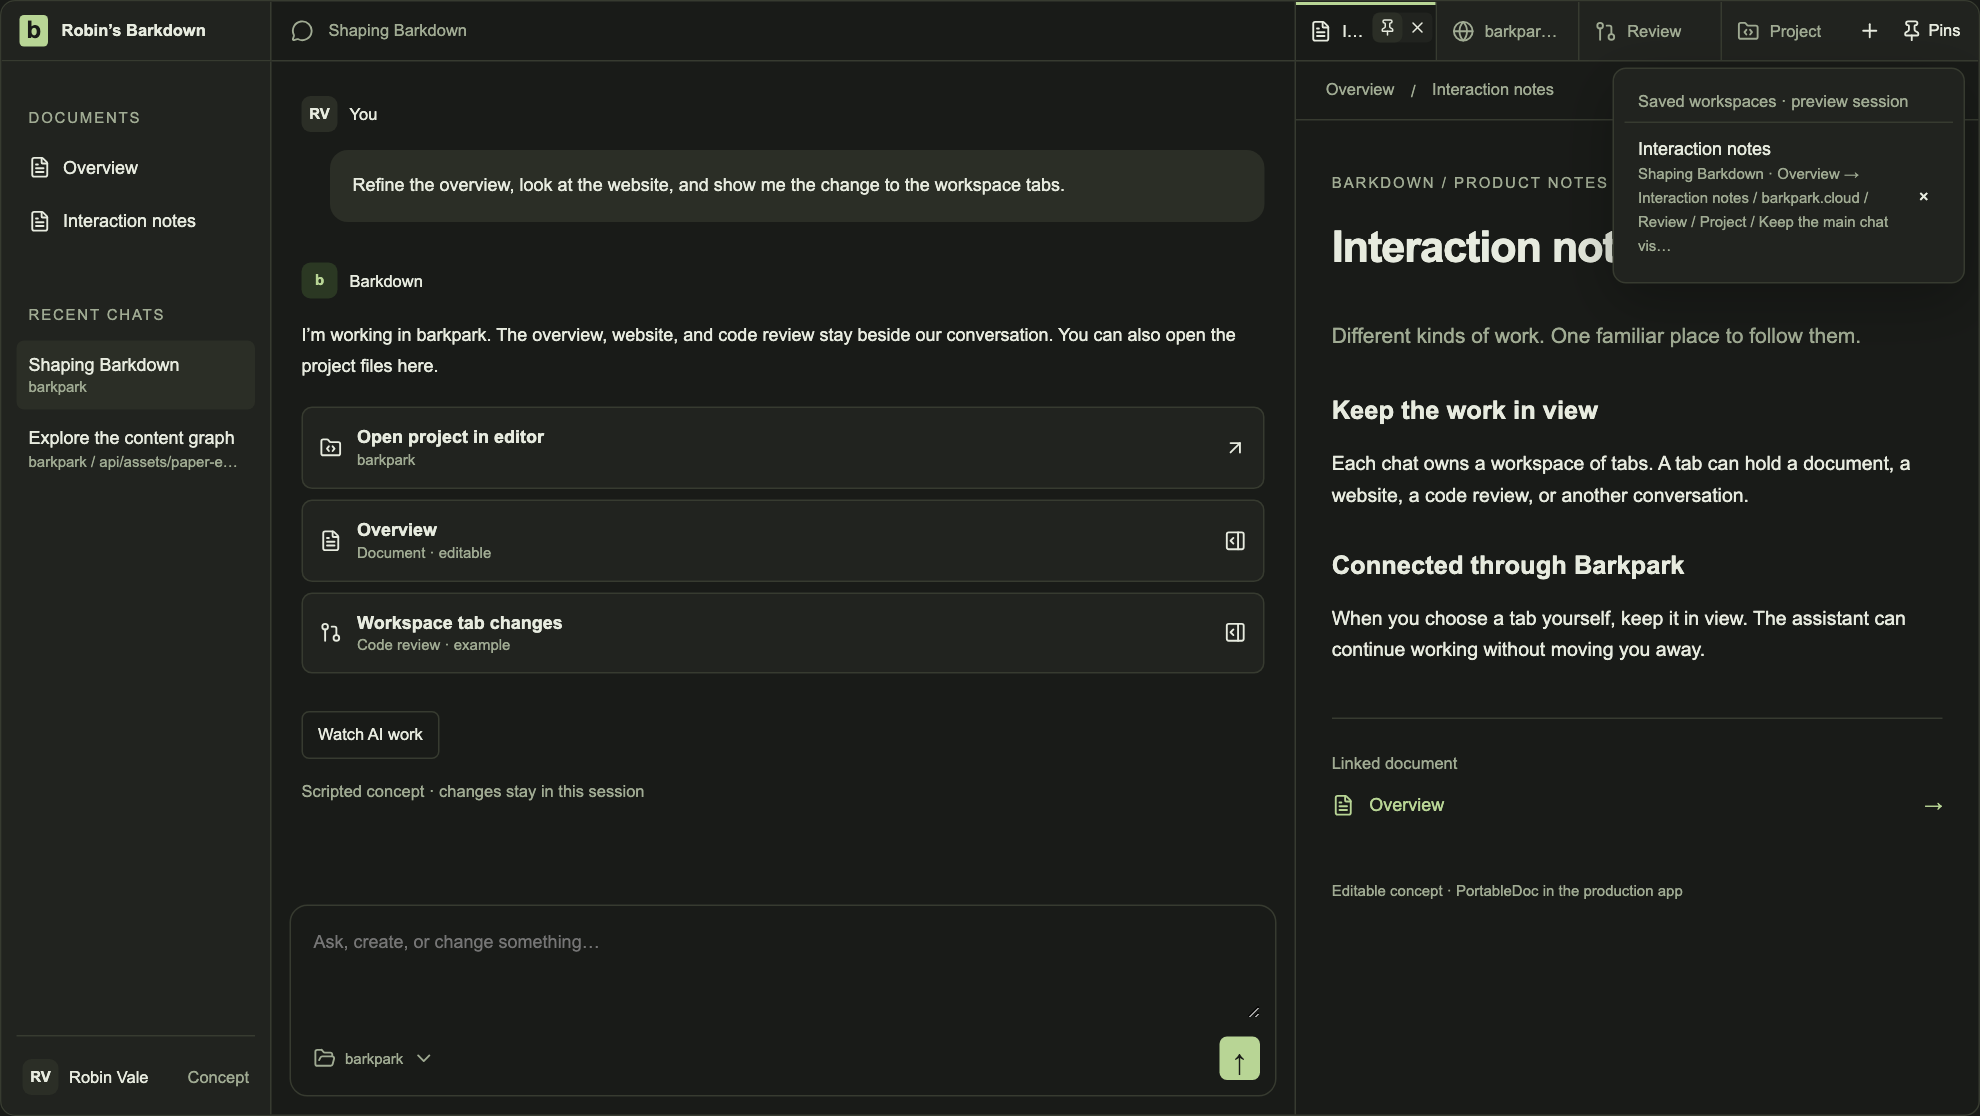 b Robin's Barkdown
DOCUMENTS
Overview
Interaction notes
RECENT CHATS
Shaping Barkdown
barkpark
Explore the content graph
barkpark / api/assets/paper-e…
RV Robin Vale Concept
Shaping Barkdown
RV You
Refine the overview, look at the website, and show me the change to the workspace tabs.
b Barkdown
I'm working in barkpark. The overview, website, and code review stay beside our conversation. You can also open the
project files here.
Open project in editor
barkpark
Overview
Document · editable
Workspace tab changes
Code review · example
Watch AI work
Scripted concept · changes stay in this session
Ask, create, or change something…
barkpark
I… barkpar… Review Project Pins
Overview / Interaction notes
Saved workspaces · preview session
Interaction notes
Shaping Barkdown · Overview →
Interaction notes / barkpark.cloud /
Review / Project / Keep the main chat
vis…
BARKDOWN / PRODUCT NOTES
Interaction not
Different kinds of work. One familiar place to follow them.
Keep the work in view
Each chat owns a workspace of tabs. A tab can hold a document, a
website, a code review, or another conversation.
Connected through Barkpark
When you choose a tab yourself, keep it in view. The assistant can
continue working without moving you away.
Linked document
Overview →
Editable concept · PortableDoc in the production app